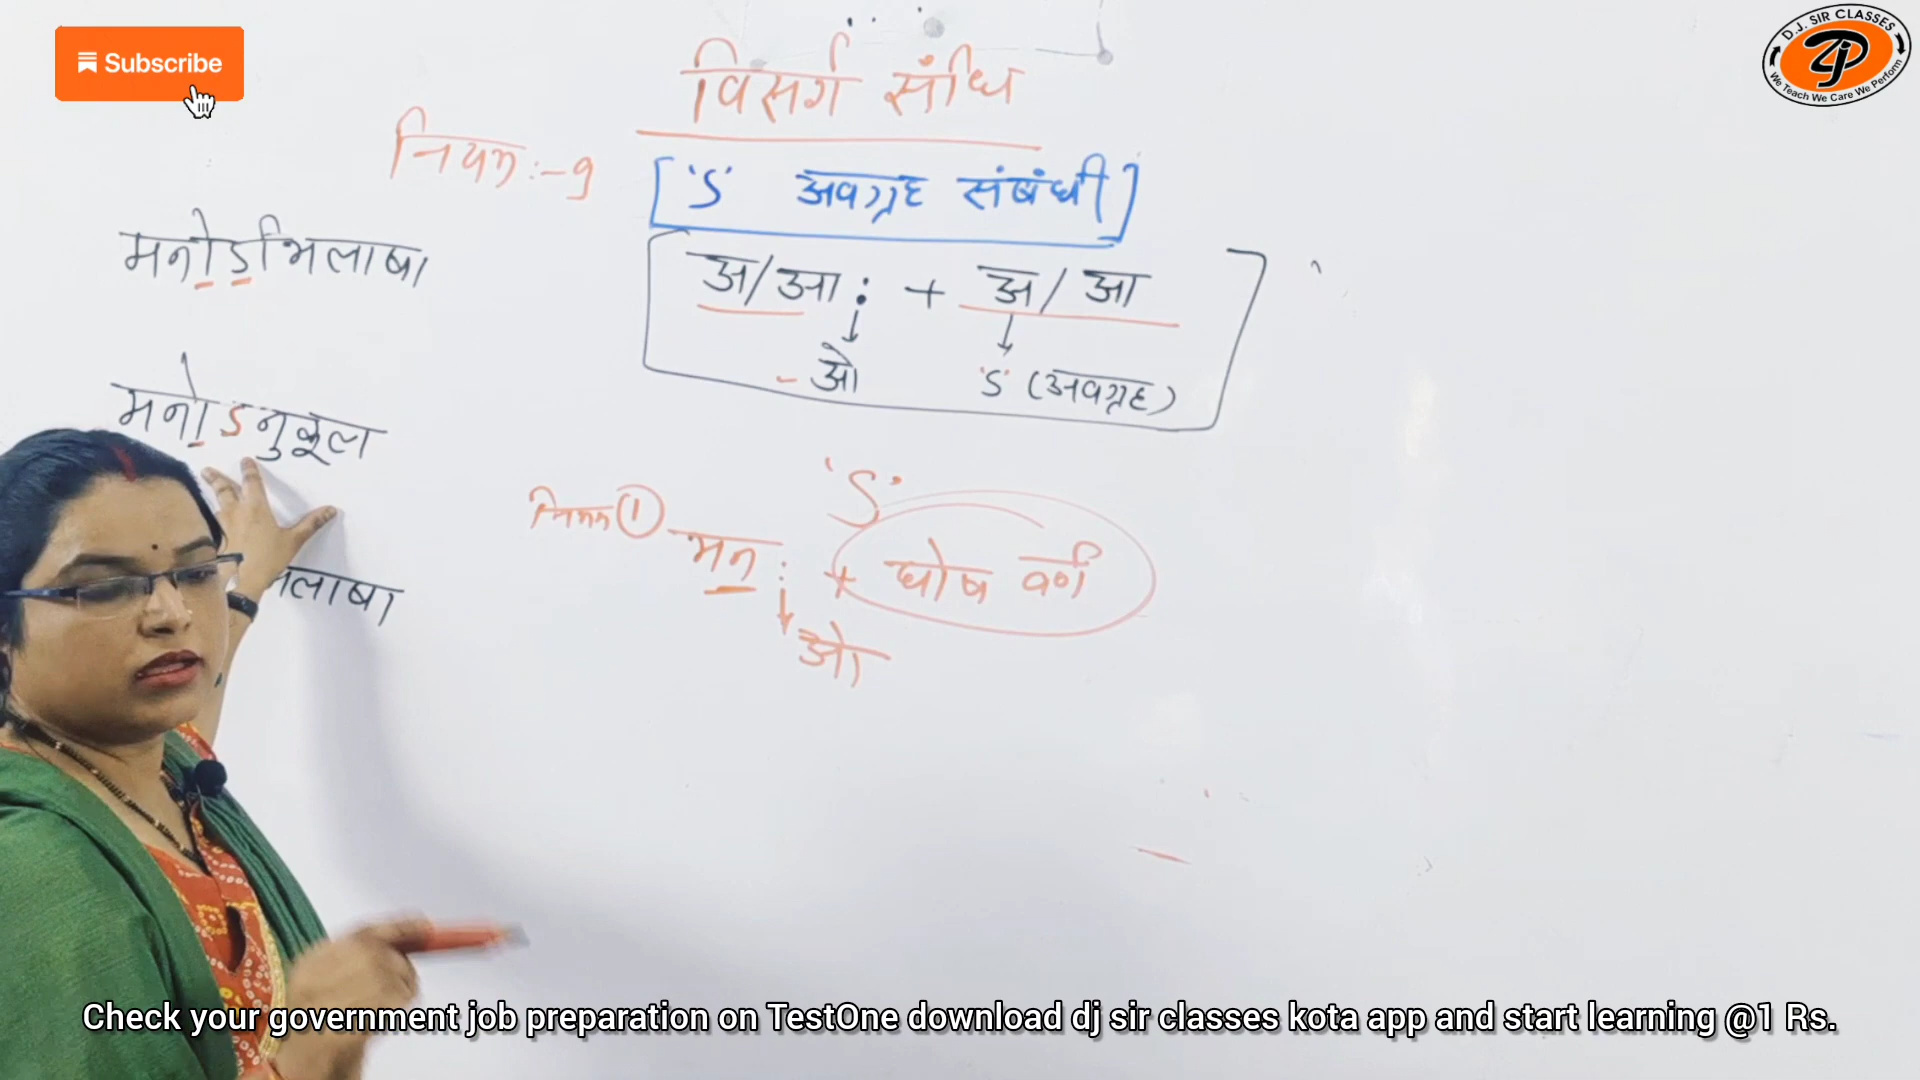 Subscribe
D.J. SIR CLASSES
We Teach We Care We Perform
विसर्ग संधि
नियम:-9
['ऽ' अवग्रह संबंधी]
मनोऽभिलाषा
अ/आ : + अ/आ
ओ 'ऽ' (अवग्रह)
मनोऽनुकूल
'ऽ'
नियम ① मन : + घोष वर्ण
लाषा
ओ
Check your government job preparation on TestOne download dj sir classes kota app and start learning @1 Rs.